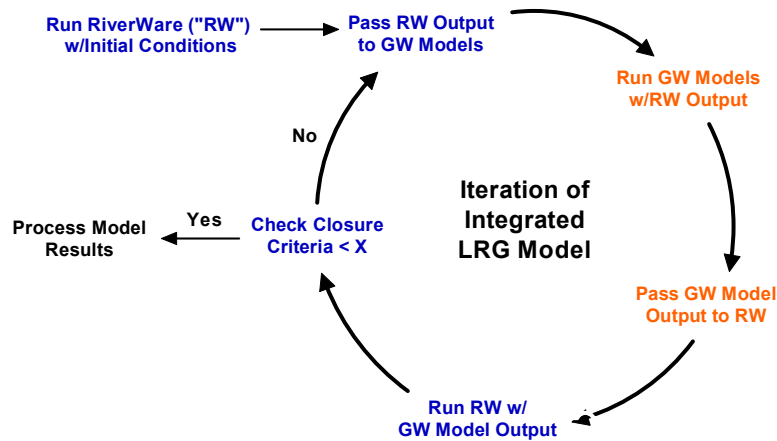 Run RiverWare ("RW")
w/Initial Conditions
Pass RW Output
to GW Models
Run GW Models
w/RW Output
No
Iteration of
Integrated
LRG Model
Process Model
Results
Yes
Check Closure
Criteria < X
Pass GW Model
Output to RW
Run RW w/
GW Model Output